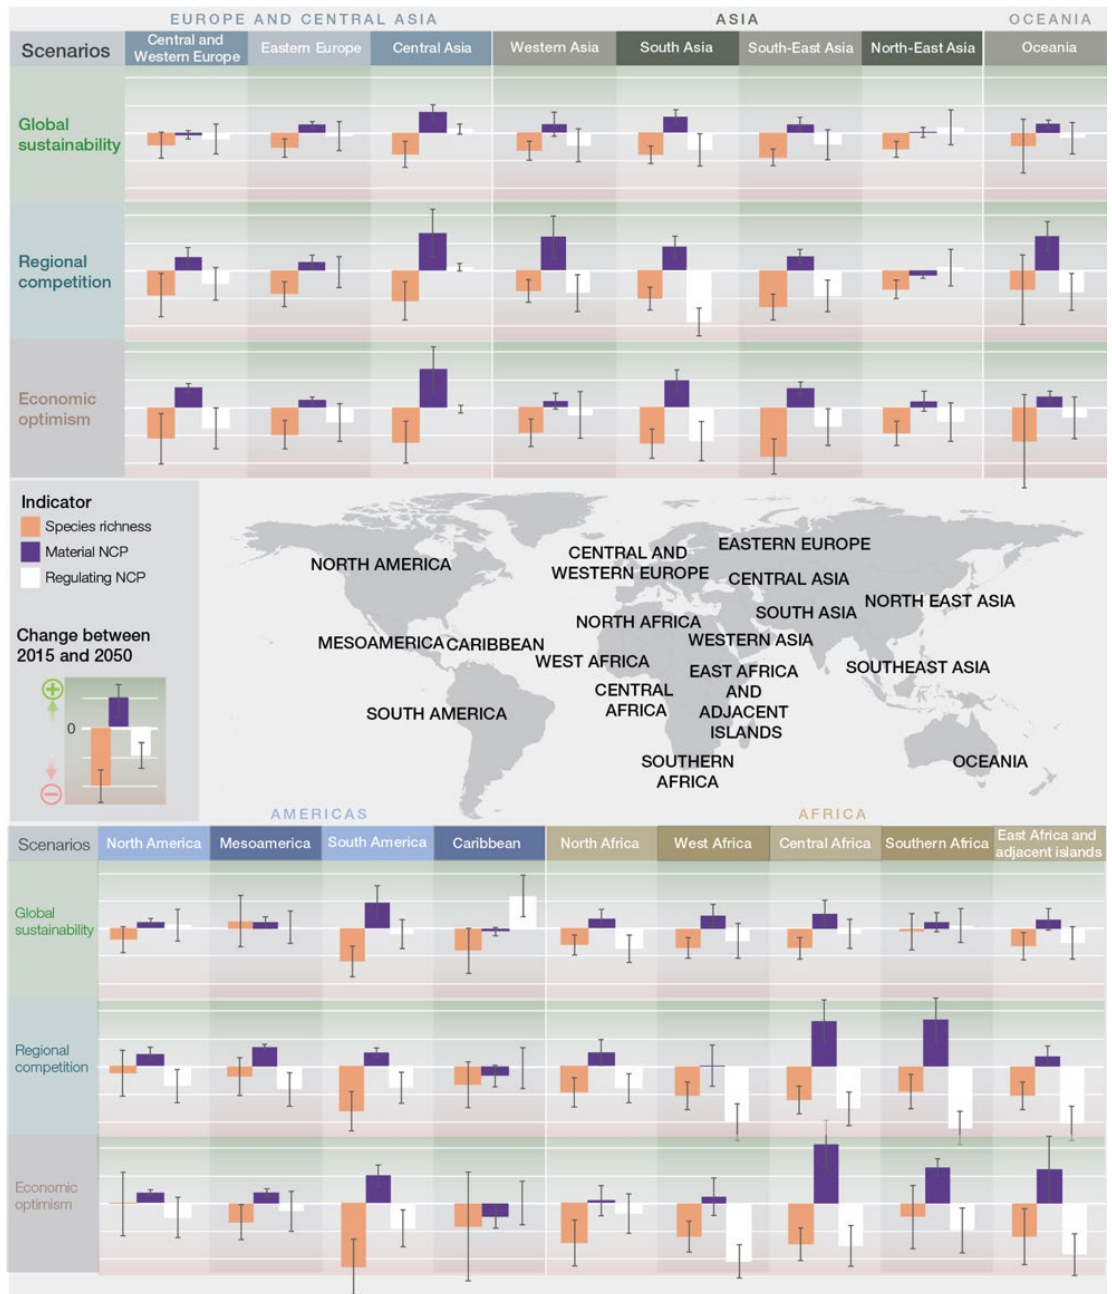 EUROPE AND CENTRAL ASIA
ASIA
OCEANIA
Scenarios
Central and
Western Europe
Eastern Europe
Central Asia
Western Asia
South Asia
South-East Asia
North-East Asia
Oceania
Global
sustainability
Regional
competition
Economic
optimism
Indicator
Species richness
Material NCP
Regulating NCP
Change between
2015 and 2050
0
NORTH AMERICA
MESOAMERICA
CARIBBEAN
SOUTH AMERICA
CENTRAL AND
WESTERN EUROPE
EASTERN EUROPE
CENTRAL ASIA
NORTH EAST ASIA
SOUTH ASIA
NORTH AFRICA
WESTERN ASIA
WEST AFRICA
SOUTHEAST ASIA
CENTRAL
AFRICA
EAST AFRICA
AND
ADJACENT
ISLANDS
SOUTHERN
AFRICA
OCEANIA
AMERICAS
AFRICA
Scenarios
North America
Mesoamerica
South America
Caribbean
North Africa
West Africa
Central Africa
Southern Africa
East Africa and
adjacent islands
Global
sustainability
Regional
competition
Economic
optimism